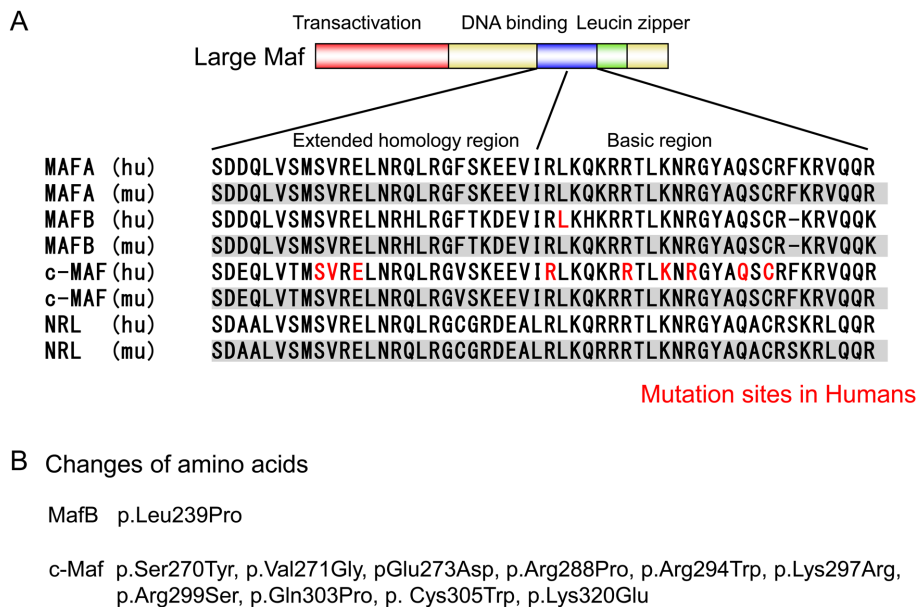 A
Transactivation DNA binding Leucin zipper
Large Maf
Extended homology region Basic region
MAFA (hu) SDDQLVSMSVRELNRQLRGFSKEEVIRLKQKRRTLKNRGYAQSCRFKRVQQR
MAFA (mu) SDDQLVSMSVRELNRQLRGFSKEEVIRLKQKRRTLKNRGYAQSCRFKRVQQR
MAFB (hu) SDDQLVSMSVRELNRHLRGFTKDEVIRLKHKRRTLKNRGYAQSCR-KRVQQK
MAFB (mu) SDDQLVSMSVRELNRHLRGFTKDEVIRLKQKRRTLKNRGYAQSCR-KRVQQK
c-MAF(hu) SDEQLVTMSVRELNRQLRGVSKEEVIRLKQKRRTLKNRGYAQSCRFKRVQQR
c-MAF(mu) SDEQLVTMSVRELNRQLRGVSKEEVIRLKQKRRTLKNRGYAQSCRFKRVQQR
NRL (hu) SDAALVSMSVRELNRQLRGCGRDEALRLKQRRRTLKNRGYAQACRSKRLQQR
NRL (mu) SDAALVSMSVRELNRQLRGCGRDEALRLKQRRRTLKNRGYAQACRSKRLQQR
Mutation sites in Humans
B Changes of amino acids
MafB p.Leu239Pro
c-Maf p.Ser270Tyr, p.Val271Gly, pGlu273Asp, p.Arg288Pro, p.Arg294Trp, p.Lys297Arg,
p.Arg299Ser, p.Gln303Pro, p. Cys305Trp, p.Lys320Glu